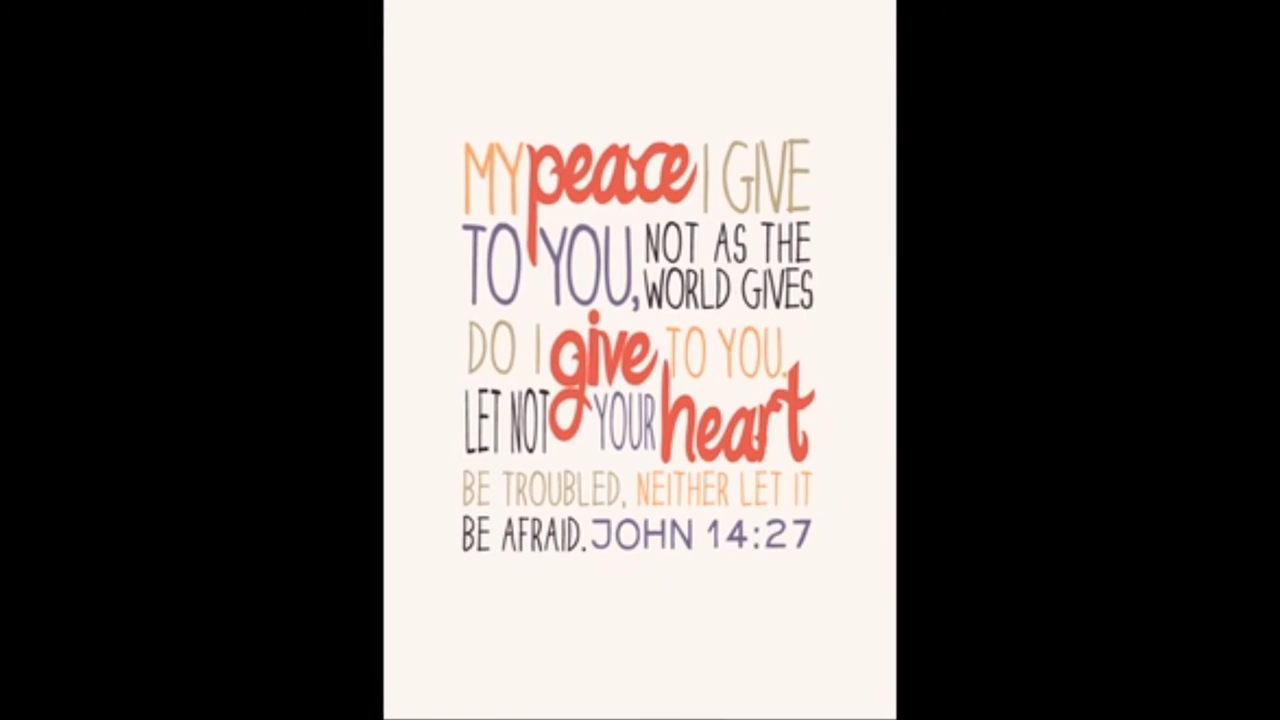 MY peace I GIVE
TO YOU, NOT AS THE
WORLD GIVES
DO I give TO YOU.
LET NOT YOUR heart
BE TROUBLED, NEITHER LET IT
BE AFRAID. JOHN 14:27